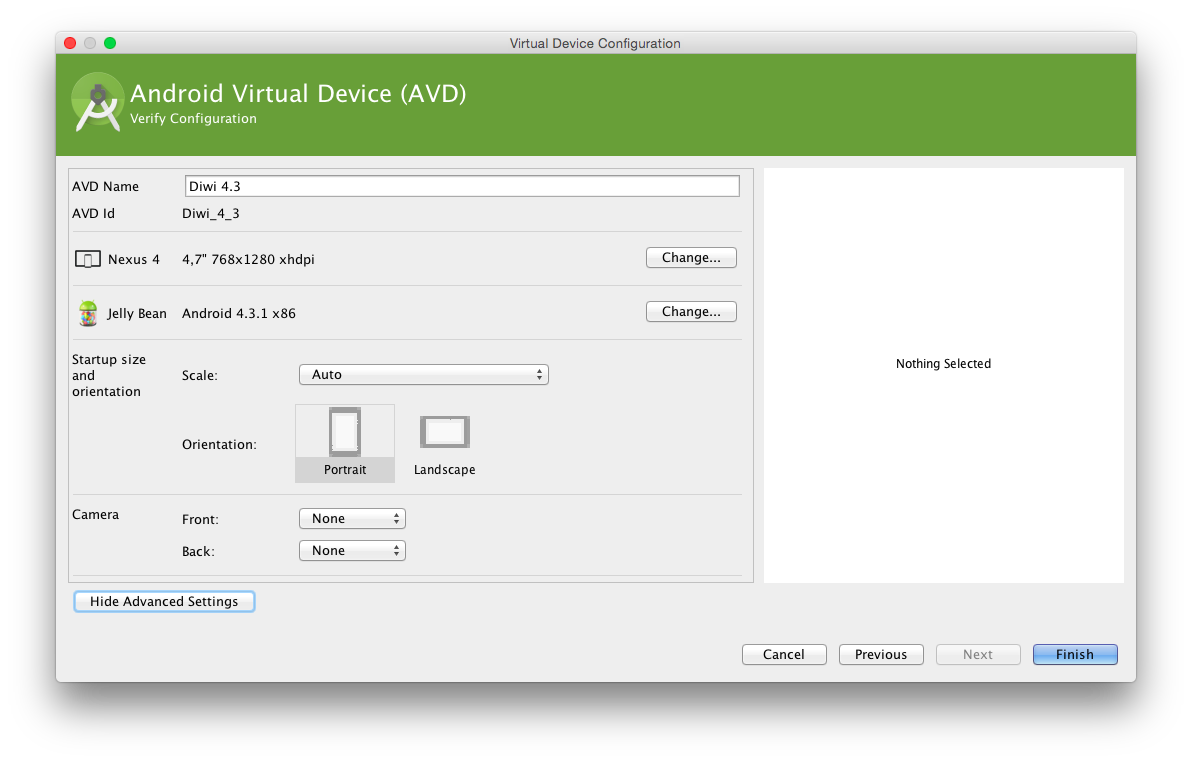 Virtual Device Configuration
Android Virtual Device (AVD)
Verify Configuration
AVD Name
Diwi 4.3
AVD Id
Diwi_4_3
Nexus 4
4,7" 768x1280 xhdpi
Change...
Jelly Bean
Android 4.3.1 x86
Change...
Startup size
and
orientation
Scale:
Auto
Orientation:
Portrait
Landscape
Camera
Front:
None
Back:
None
Nothing Selected
Hide Advanced Settings
Cancel
Previous
Next
Finish